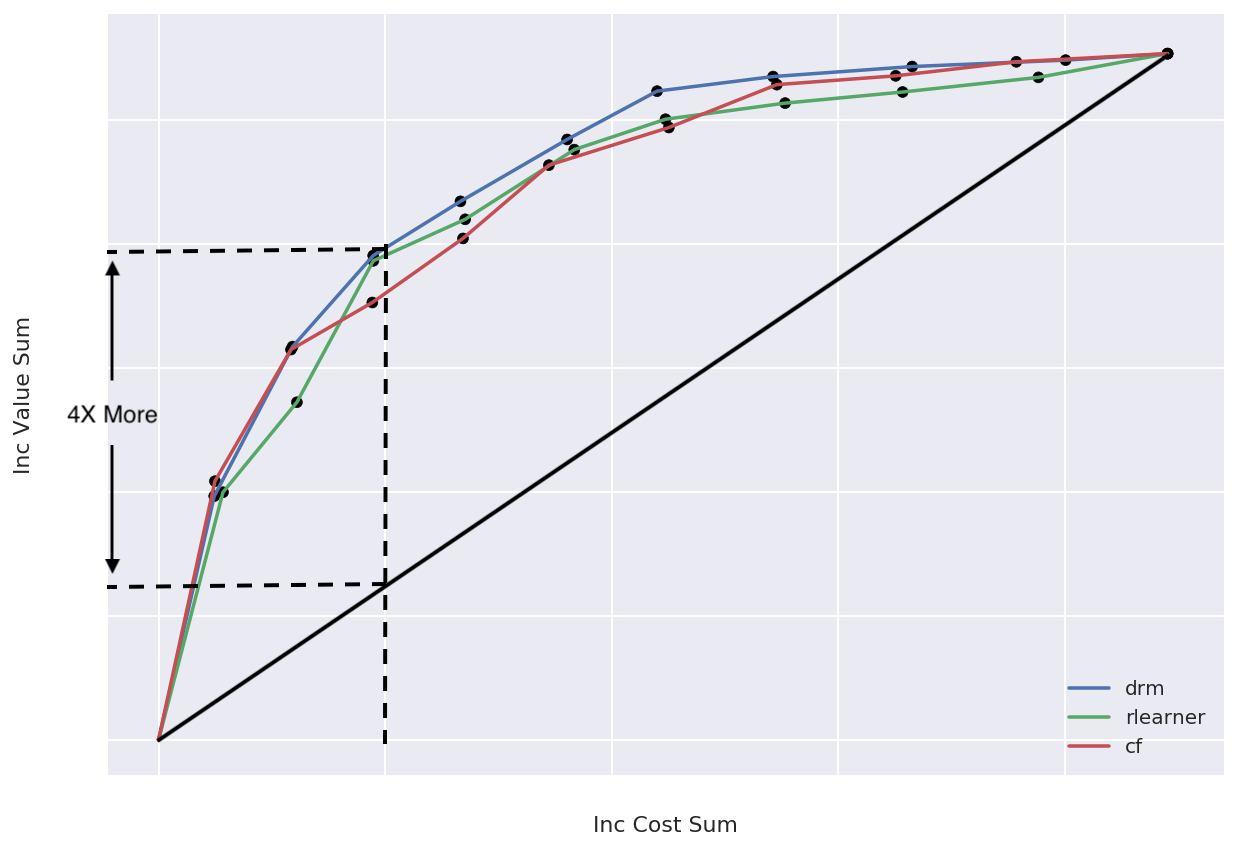 Inc Value Sum
4X More
drm
rlearner
cf
Inc Cost Sum